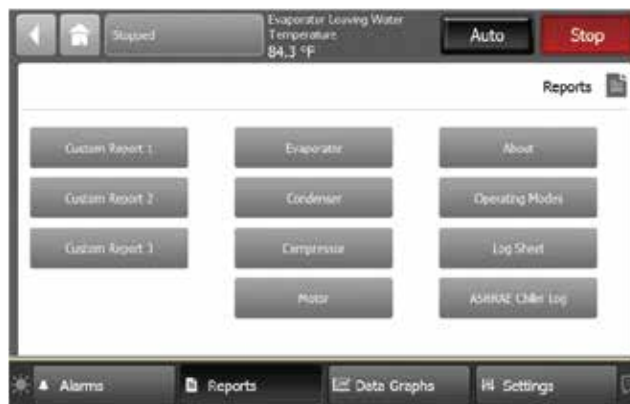 Stopped
Evaporator Leaving Water
Temperature
84.3 °F
Auto
Stop
Reports
Custom Report 1
Evaporator
About
Custom Report 2
Condenser
Operating Modes
Custom Report 3
Compressor
Log Sheet
Motor
ASHRAE Chiller Log
Alarms
Reports
Data Graphs
Settings